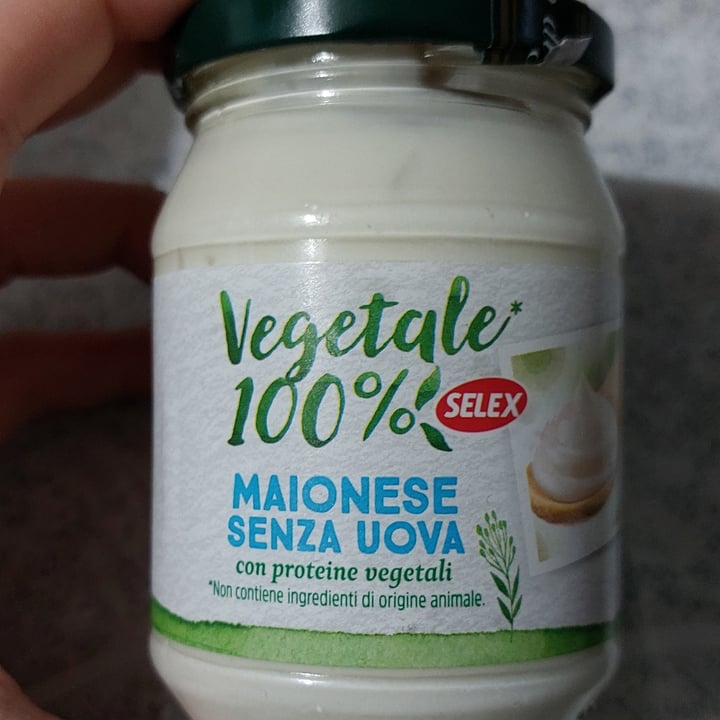 Vegetale*
100%
SELEX
MAIONESE
SENZA UOVA
con proteine vegetali
*Non contiene ingredienti di origine animale.